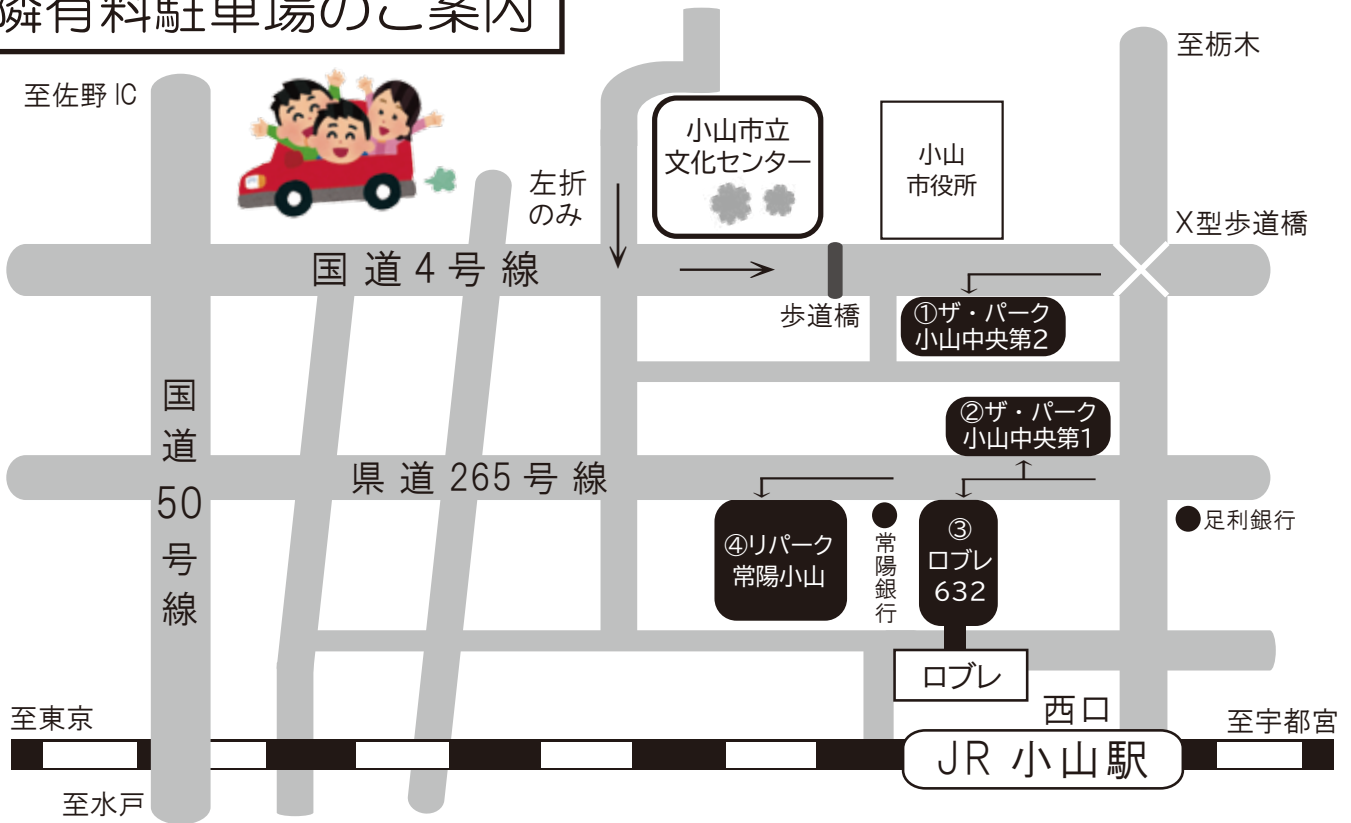 隣有料駐車場のご案内
至佐野IC
至栃木
小山市立
文化センター
小山
市役所
左折
のみ
X型歩道橋
国道4号線
歩道橋
①ザ・パーク
小山中央第2
国道50号線
②ザ・パーク
小山中央第1
県道265号線
④リパーク
常陽小山
常陽銀行
③
ロブレ
632
足利銀行
ロブレ
西口
至東京
至宇都宮
JR小山駅
至水戸